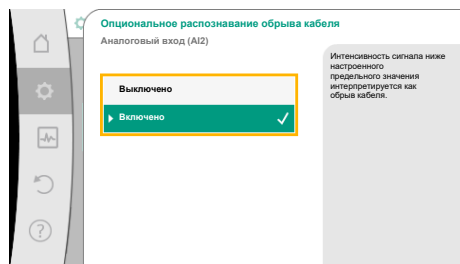 Опциональное распознавание обрыва кабеля
Аналоговый вход (AI2)
Выключено
Включено
Интенсивность сигнала ниже
настроенного
предельного значения
интерпретируется как
обрыв кабеля.
?